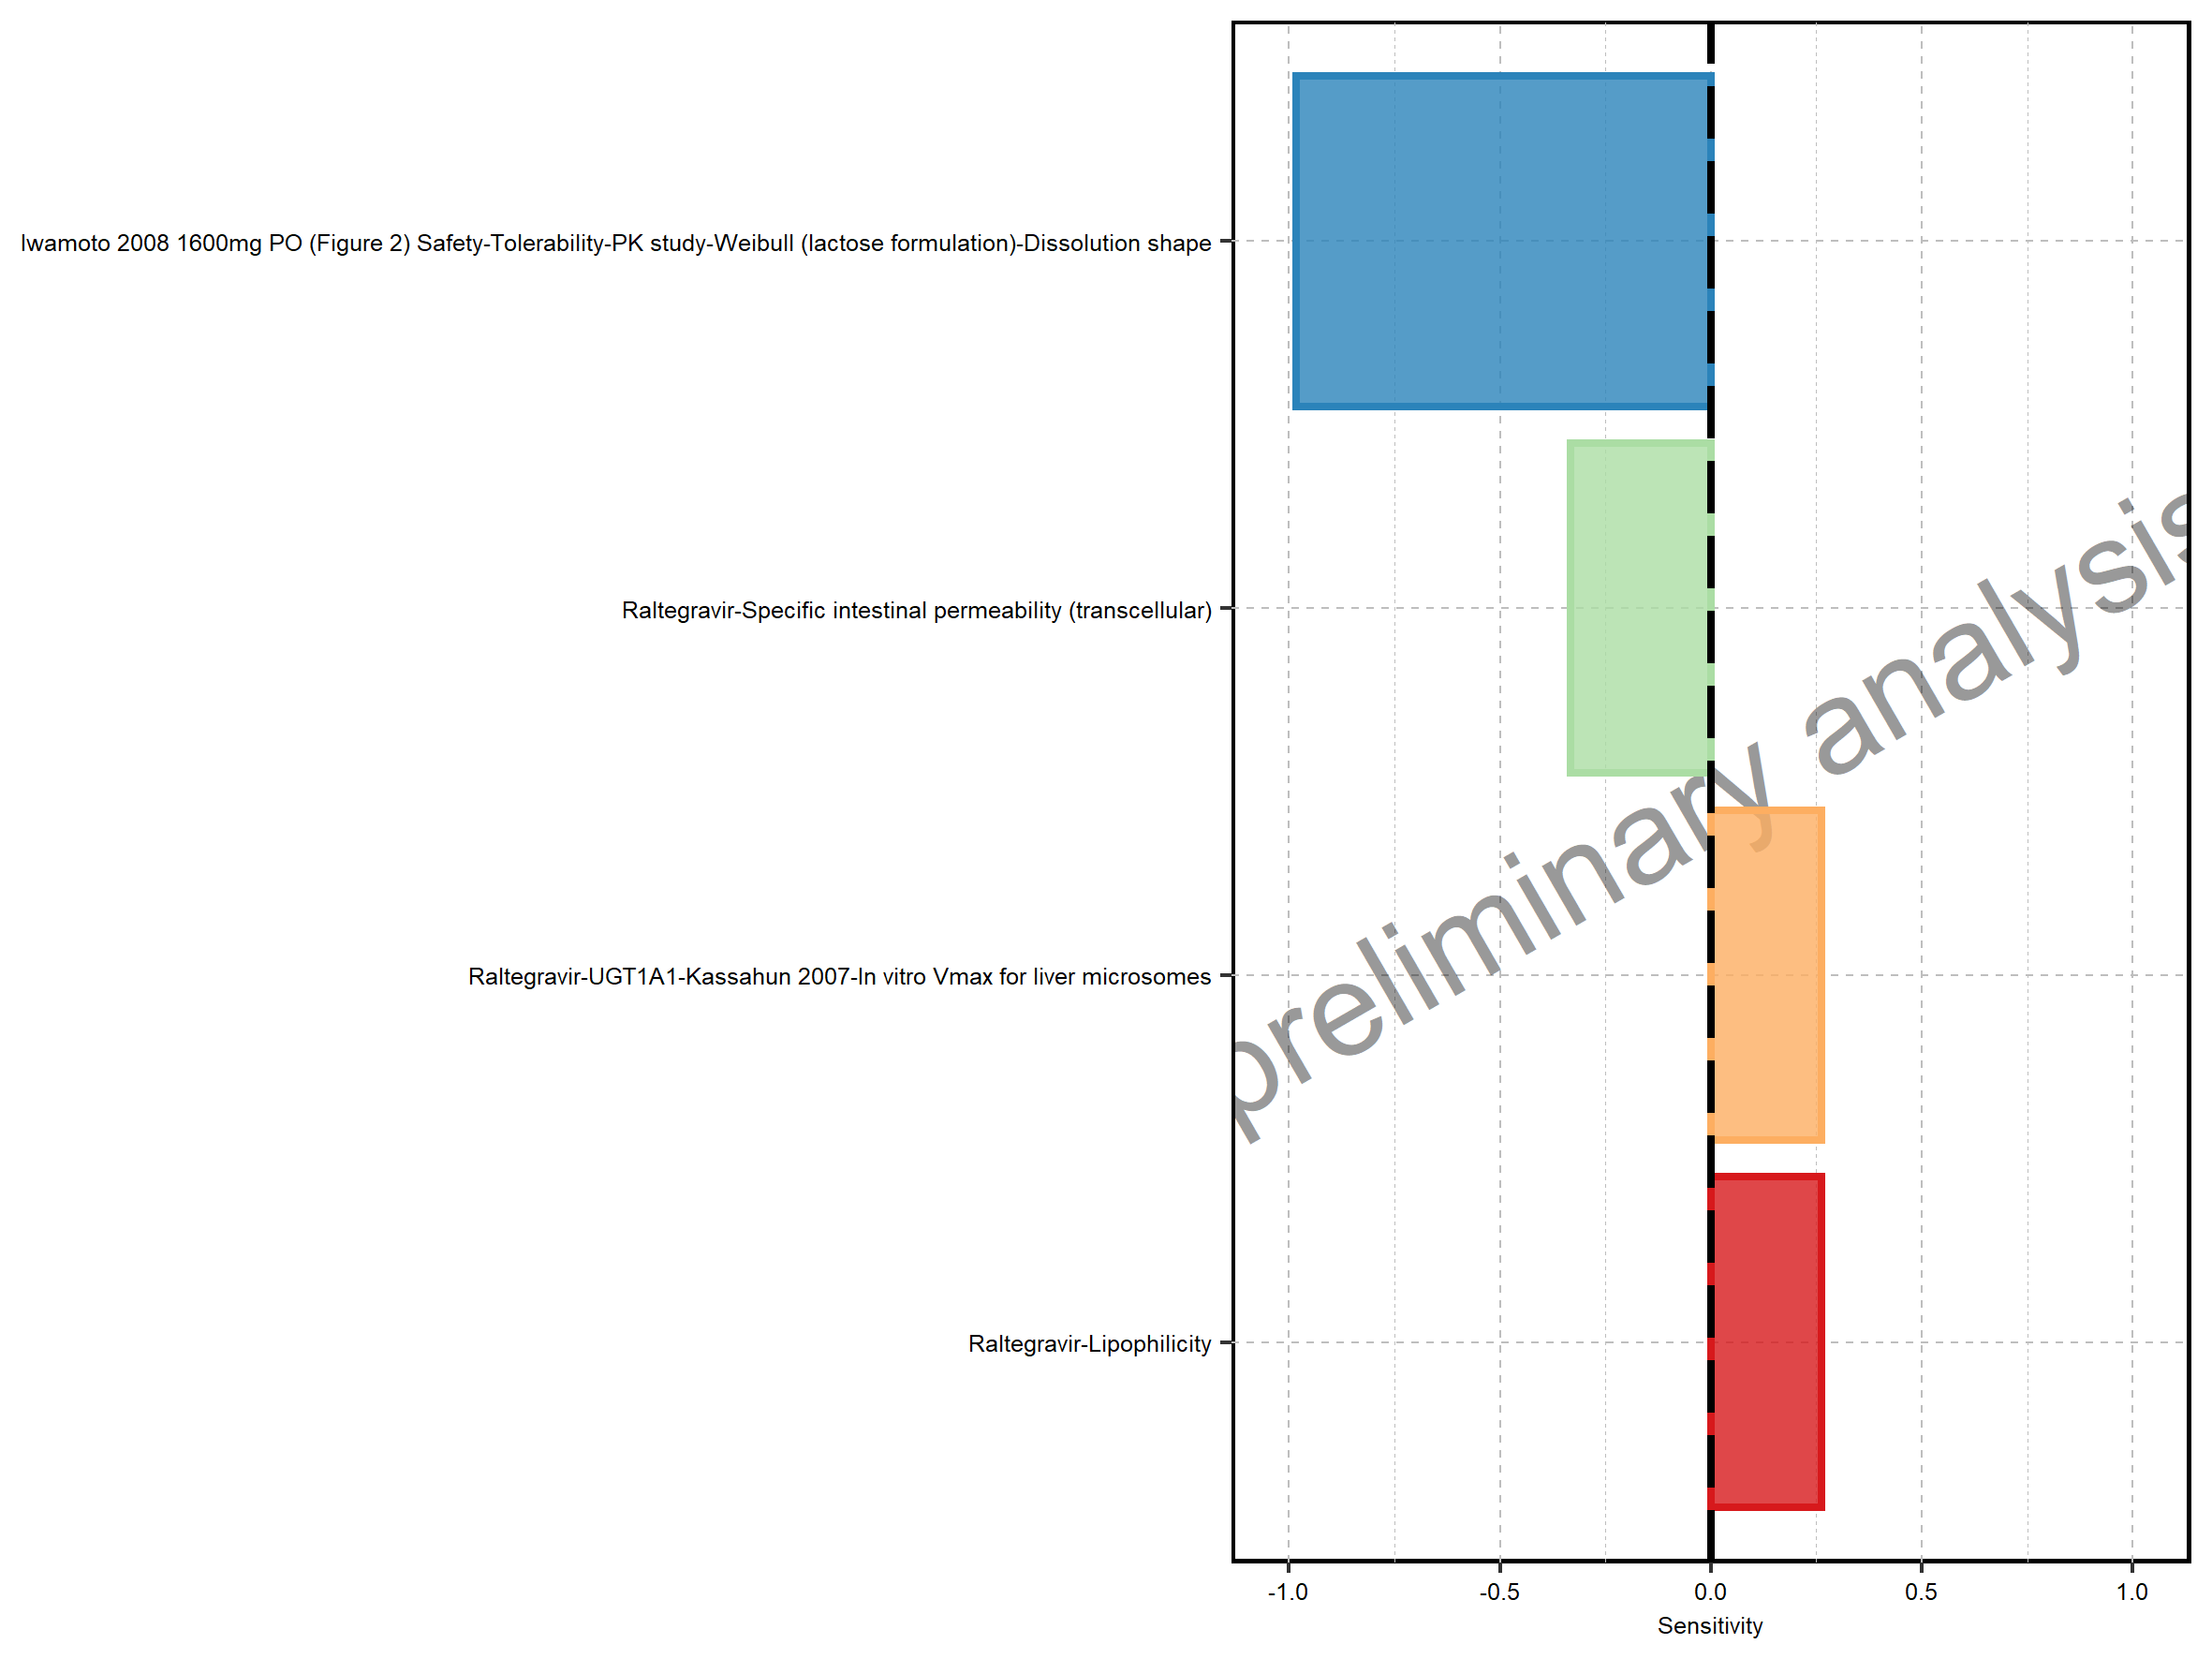 Iwamoto 2008 1600mg PO (Figure 2) Safety-Tolerability-PK study-Weibull (lactose formulation)-Dissolution shape
Raltegravir-Specific intestinal permeability (transcellular)
Raltegravir-UGT1A1-Kassahun 2007-In vitro Vmax for liver microsomes
Raltegravir-Lipophilicity
preliminary analysis
-1.0 -0.5 0.0 0.5 1.0
Sensitivity